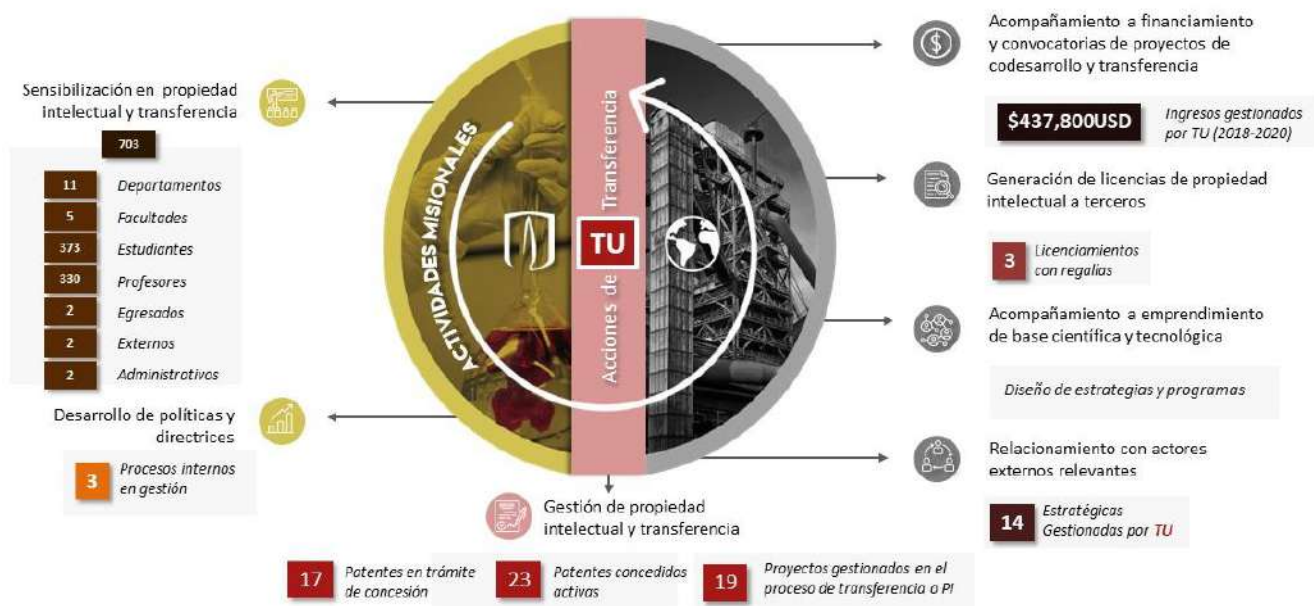 Sensibilización en propiedad
intelectual y transferencia
703
11 Departamentos
5 Facultades
373 Estudiantes
330 Profesores
2 Egresados
2 Externos
2 Administrativos
Desarrollo de políticas y
directrices
3
Procesos internos
en gestión
ACTIVIDADES MISIONALES
Acciones de TU Transferencia
Gestión de propiedad
intelectual y transferencia
17
Patentes en trámite
de concesión
23
Patentes concedidas
activas
19
Proyectos gestionados en el
proceso de transferencia o PI
Acompañamiento a financiamiento
y convocatorias de proyectos de
codesarrollo y transferencia
$437,800USD
Ingresos gestionados
por TU (2018-2020)
Generación de licencias de propiedad
intelectual a terceros
3
Licenciamientos
con regalías
Acompañamiento a emprendimiento
de base científica y tecnológica
Diseño de estrategias y programas
Relacionamiento con actores
externos relevantes
14
Estratégicas
Gestionadas por TU